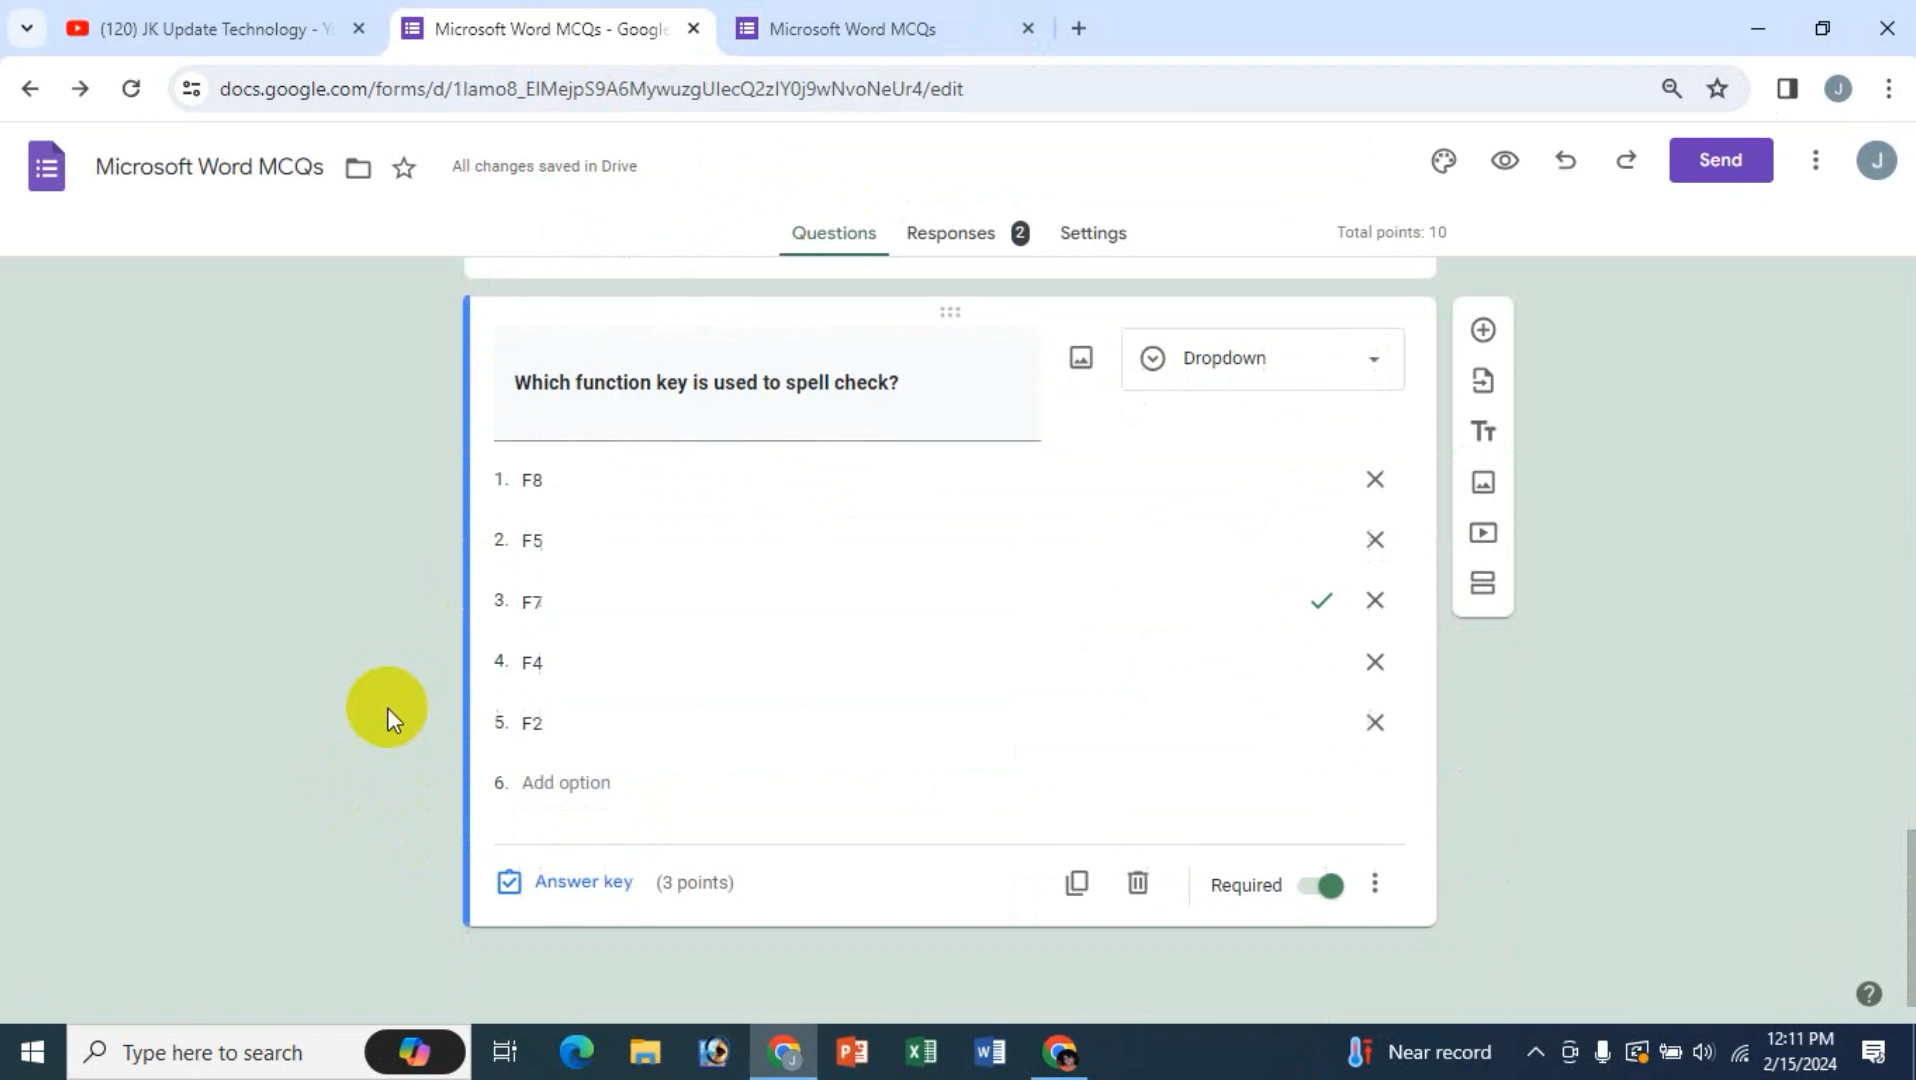 (120) JK Update Technology - Y
Microsoft Word MCQs - Google
Microsoft Word MCQs
docs.google.com/forms/d/1Iamo8_ElMejpS9A6MywuzgUlecQ2zIY0j9wNvoNeUr4/edit
J
Microsoft Word MCQs
All changes saved in Drive
Send
J
Questions
Responses 2
Settings
Total points: 10
Which function key is used to spell check?
Dropdown
1. F8
2. F5
3. F7
4. F4
5. F2
6. Add option
Tт
Answer key (3 points)
Required
Type here to search
Near record
12:11 PM
2/15/2024